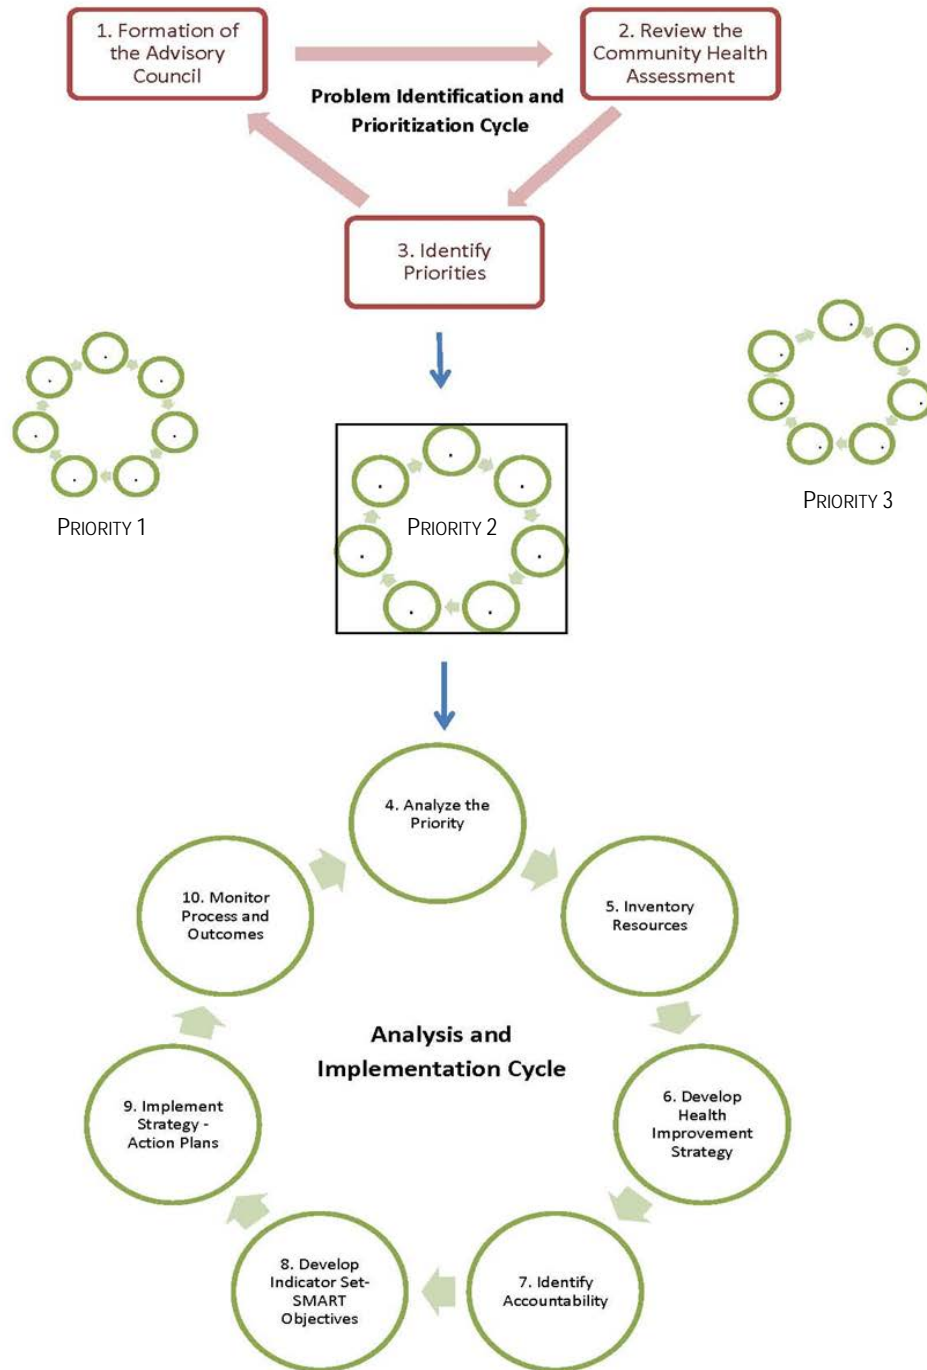 1. Formation of
the Advisory
Council
2. Review the
Community Health
Assessment
Problem Identification and
Prioritization Cycle
3. Identify
Priorities
PRIORITY 1
PRIORITY 2
PRIORITY 3
4. Analyze the
Priority
5. Inventory
Resources
6. Develop
Health
Improvement
Strategy
7. Identify
Accountability
8. Develop
Indicator Set-
SMART
Objectives
9. Implement
Strategy -
Action Plans
10. Monitor
Process and
Outcomes
Analysis and
Implementation Cycle